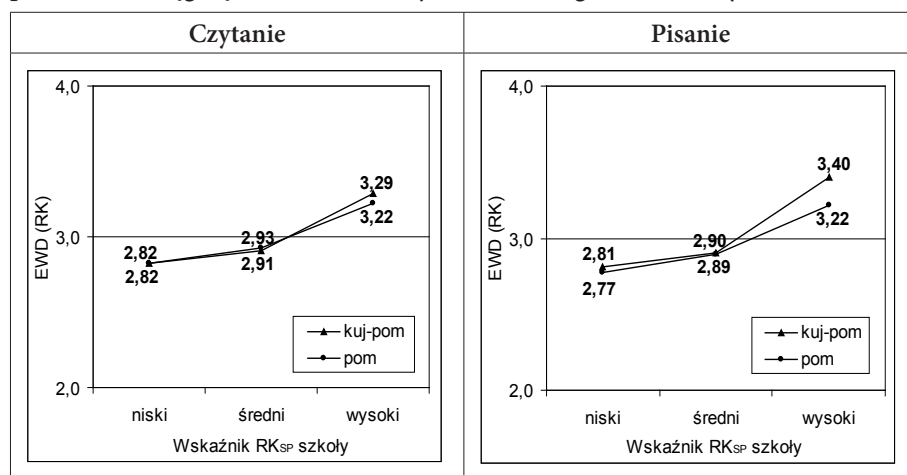 Czytanie
Pisanie
4,0
3,0
2,0
EWD (RK)
2,82
2,82
2,93
2,91
3,29
3,22
kuj-pom
pom
niski średni wysoki
Wskaźnik RKSP szkoły
4,0
3,0
2,0
EWD (RK)
2,81
2,77
2,90
2,89
3,40
3,22
kuj-pom
pom
niski średni wysoki
Wskaźnik RKSP szkoły